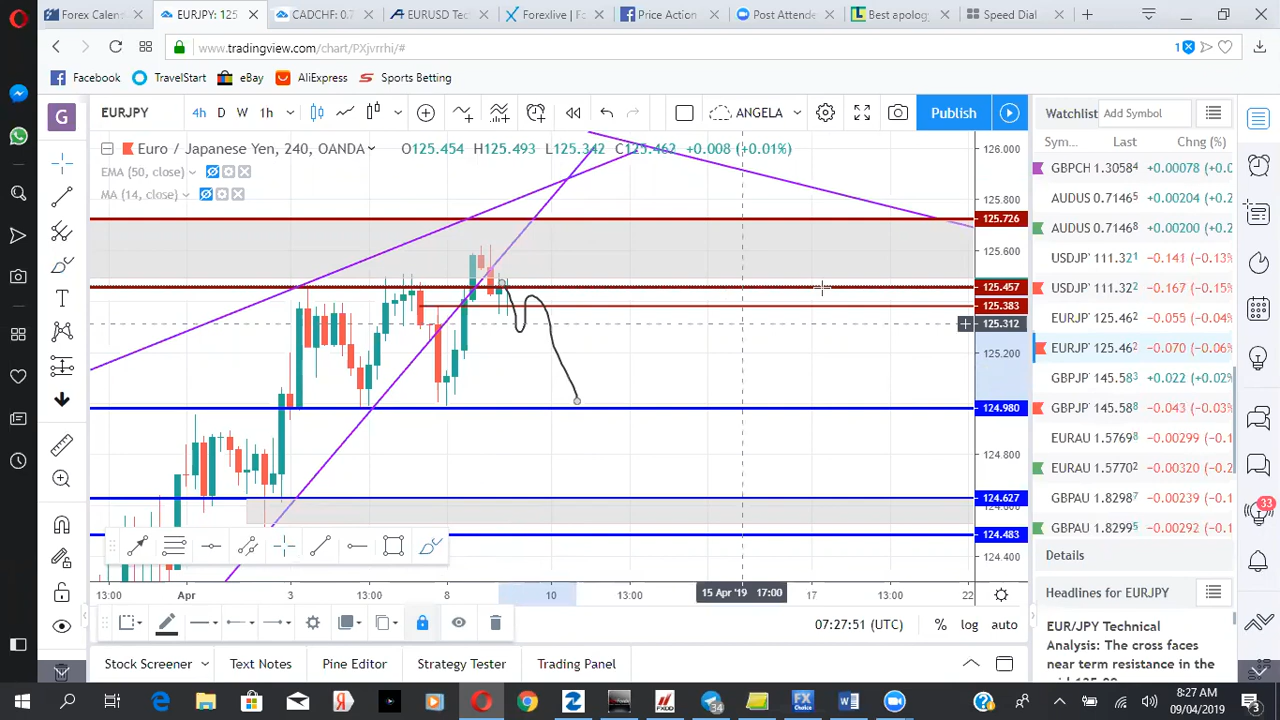 Forex Calen
EURJPY: 125
CADCHF: 0.7
EURUSD Tec
Forexlive | Fo
Price Action
Post Attende
Best apolog
Speed Dial
www.tradingview.com/chart/PXjvrrhi/#
1
Facebook
TravelStart
eBay
AliExpress
Sports Betting
G
EURJPY
4h
D
W
1h
ANGELA
Publish
Watchlist
Add Symbol
Euro / Japanese Yen, 240, OANDA
O125.454 H125.493 L125.342 C125.462 +0.008 (+0.01%)
EMA (50, close)
MA (14, close)
126.000
125.800
125.726
125.600
125.457
125.383
125.312
125.200
124.980
124.800
124.627
124.483
124.400
Sym...
Last
Chg (%)
GBPCH 1.3058⁴ +0.00078 (+0.0
AUDUS 0.7146⁵ +0.00204 (+0.2
AUDUS 0.7146⁸ +0.00200 (+0.2
USDJP 111.32¹ −0.141 (−0.13%
USDJP 111.32² −0.167 (−0.15%
EURJP 125.46² −0.055 (−0.04%
EURJP 125.46² −0.070 (−0.06%
GBPJP 145.58³ +0.022 (+0.02%
GBPJP 145.58⁸ −0.043 (−0.03%
EURAU 1.5769⁸ −0.00299 (−0.1
EURAU 1.5770² −0.00320 (−0.2
GBPAU 1.8298⁷ −0.00239 (−0.1
GBPAU 1.8299⁵ −0.00292 (−0.1
33
Details
Headlines for EURJPY
EUR/JPY Technical
Analysis: The cross faces
near term resistance in the
13:00
Apr
3
13:00
8
10
13:00
15 Apr '19 17:00
17
13:00
22
07:27:51 (UTC)
%
log
auto
Stock Screener
Text Notes
Pine Editor
Strategy Tester
Trading Panel
34
FX
Choice
8:27 AM
09/04/2019
3